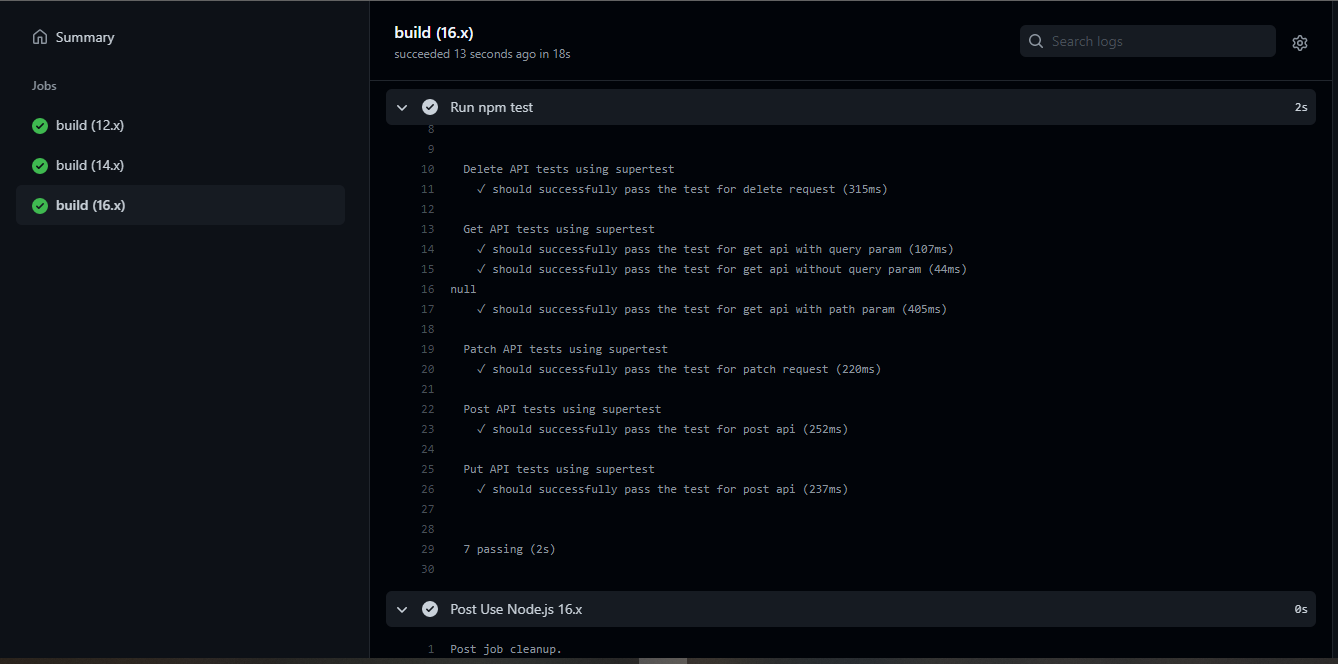 Summary
Jobs
build (12.x)
build (14.x)
build (16.x)
build (16.x)
succeeded 13 seconds ago in 18s
Search logs
Run npm test 2s
8
9
10 Delete API tests using supertest
11 ✓ should successfully pass the test for delete request (315ms)
12
13 Get API tests using supertest
14 ✓ should successfully pass the test for get api with query param (107ms)
15 ✓ should successfully pass the test for get api without query param (44ms)
16 null
17 ✓ should successfully pass the test for get api with path param (405ms)
18
19 Patch API tests using supertest
20 ✓ should successfully pass the test for patch request (220ms)
21
22 Post API tests using supertest
23 ✓ should successfully pass the test for post api (252ms)
24
25 Put API tests using supertest
26 ✓ should successfully pass the test for post api (237ms)
27
28
29 7 passing (2s)
30
Post Use Node.js 16.x 0s
1 Post job cleanup.